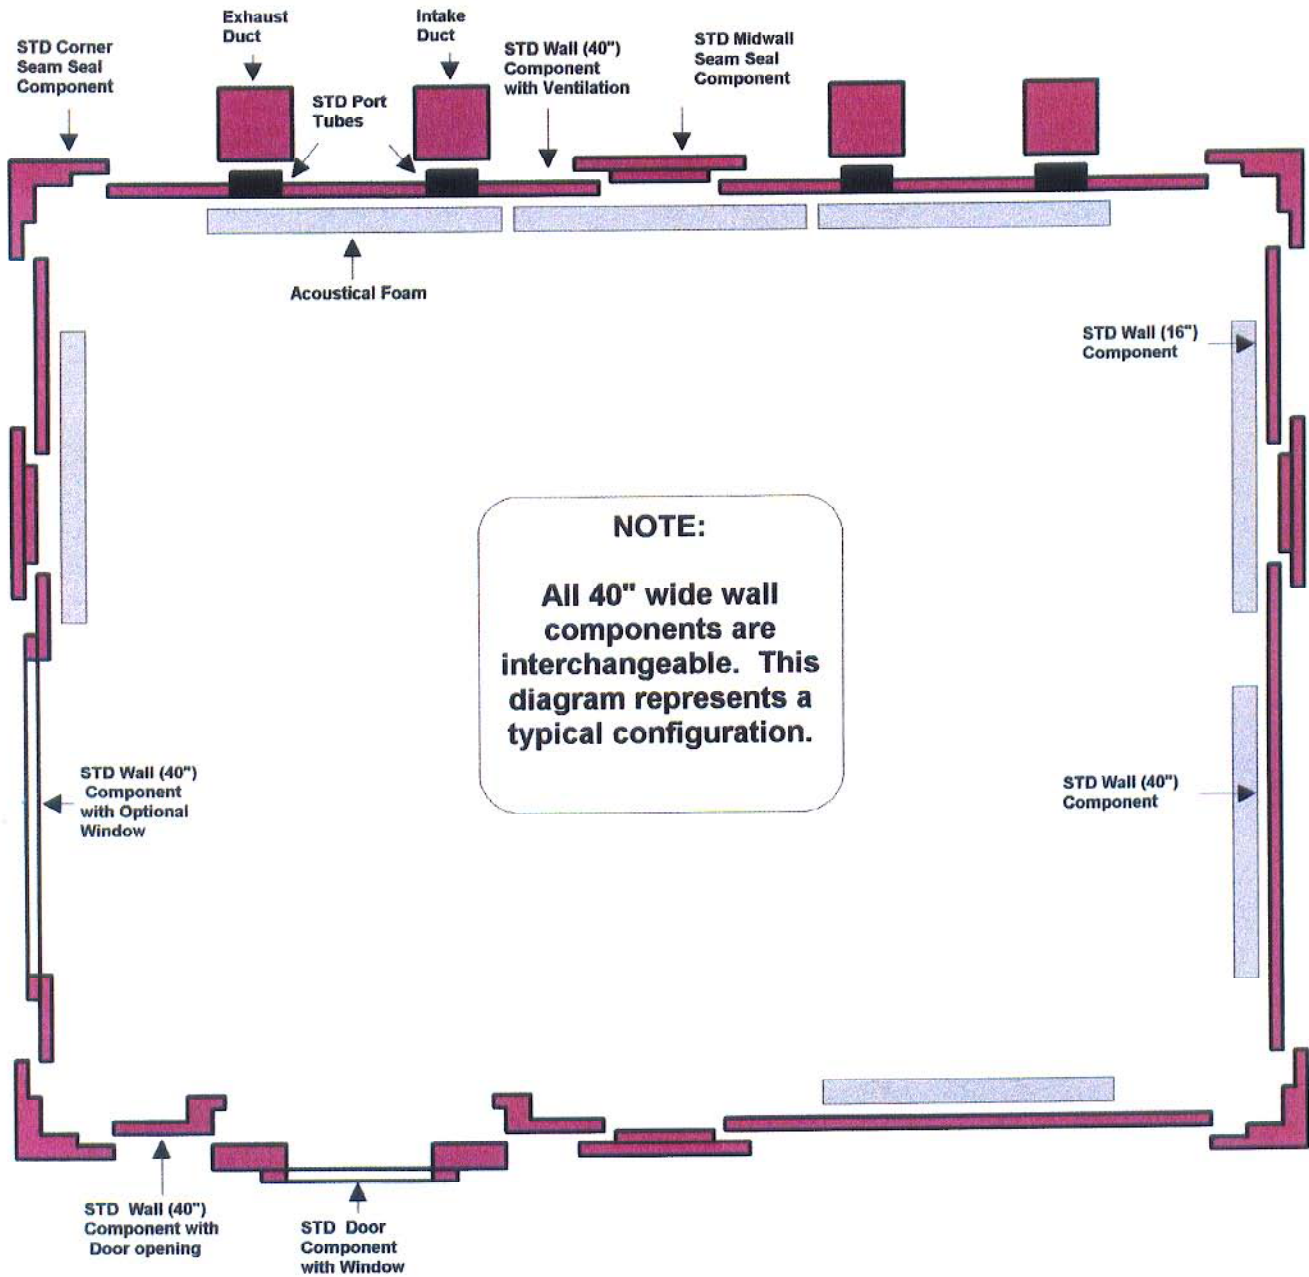 Exhaust
Duct
Intake
Duct
STD Corner
Seam Seal
Component
STD Port
Tubes
STD Wall (40")
Component
with Ventilation
STD Midwall
Seam Seal
Component
Acoustical Foam
STD Wall (16")
Component
NOTE:
All 40" wide wall
components are
interchangeable. This
diagram represents a
typical configuration.
STD Wall (40")
Component
with Optional
Window
STD Wall (40")
Component
STD Wall (40")
Component with
Door opening
STD Door
Component
with Window